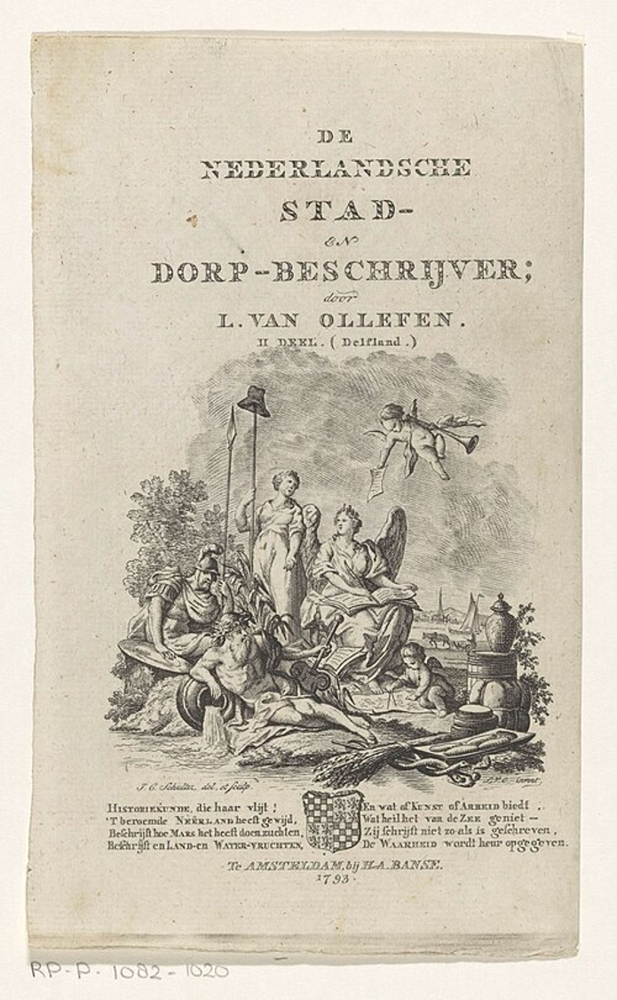 DE
NEDERLANDSCHE
STAD-
EN
DORP-BESCHRIJVER;
door
L. VAN OLLEFEN.
II DEEL. (Delfland.)
J. G. Schultz, del. et sculp.
HISTORIEKUNDE, die haar vlijt!
'T beroemde NEÊRLAND heeft gewijd,
Beschrijft hoe MARS het heeft doen zuchten,
Beschrijft en LAND-en WATER-VRUCHTEN,
En wat of KUNST of ARBEID biedt,
Wat heil het van de ZEE geniet—
Zij schrijft niet zo als is geschreven,
De WAARHEID wordt heur opgegeven.
Te AMSTELDAM, bij H.A. BANSE.
1793.
RP-P-1082-1020